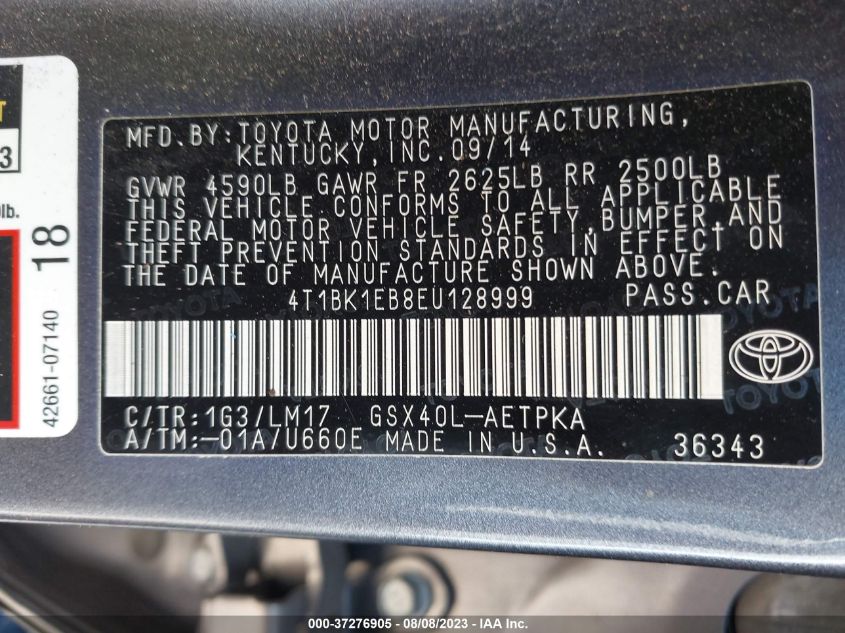 T
3
lb.
18
42661-07140
MFD.BY:TOYOTA MOTOR MANUFACTURING,
KENTUCKY,INC.09/14
GVWR 4590LB GAWR FR 2625LB RR 2500LB
THIS VEHICLE CONFORMS TO ALL APPLICABLE
FEDERAL MOTOR VEHICLE SAFETY,BUMPER,AND
THEFT PREVENTION STANDARDS IN EFFECT ON
THE DATE OF MANUFACTURE SHOWN ABOVE.
4T1BK1EB8EU128999 PASS.CAR
C/TR:1G3/LM17 GSX40L-AETPKA
A/TM:-01A/U660E MADE IN U.S.A. 36343
000-37276905 - 08/08/2023 - © IAA Inc.